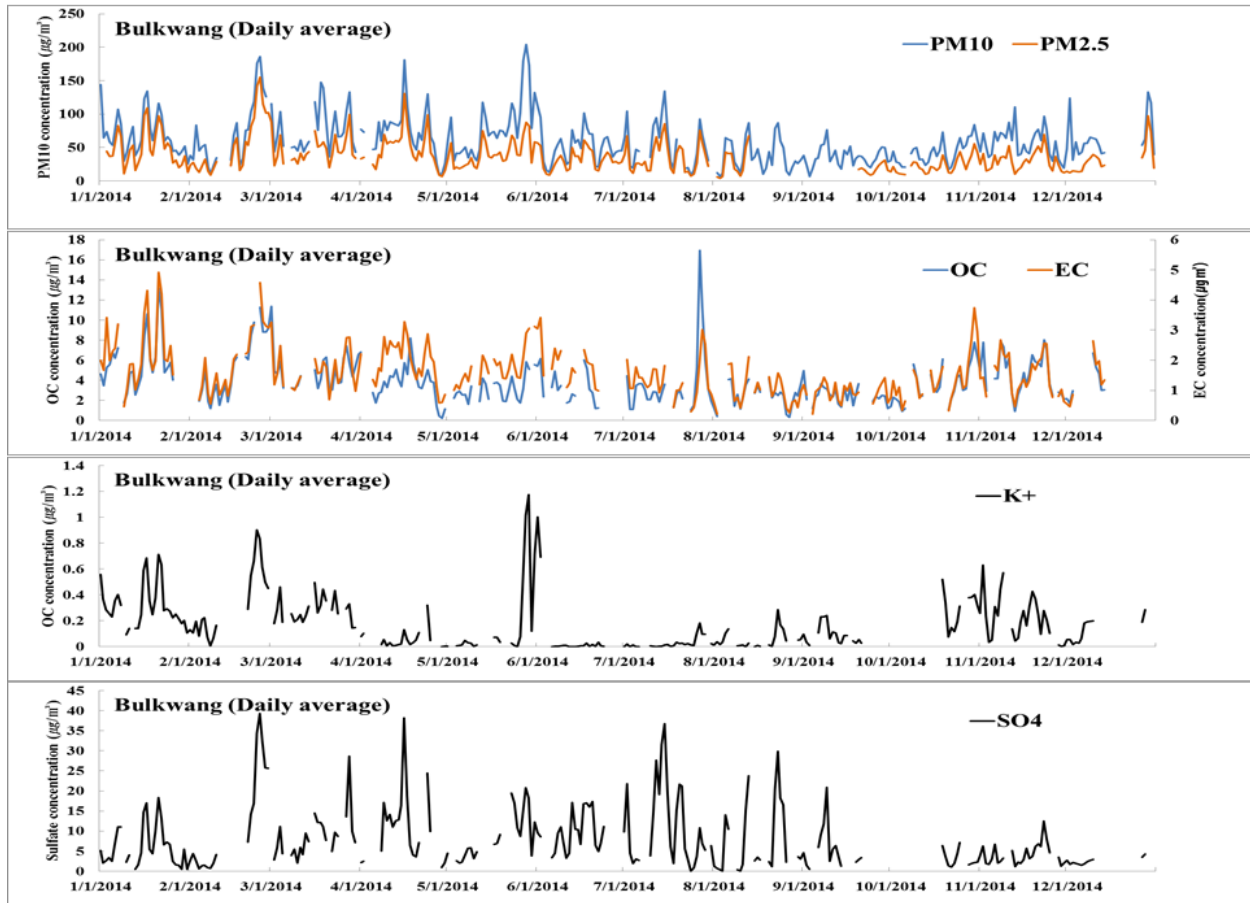 Bulkwang (Daily average)
PM10 PM2.5
PM10 concentration (㎍/㎥)
250
200
150
100
50
0
1/1/2014 2/1/2014 3/1/2014 4/1/2014 5/1/2014 6/1/2014 7/1/2014 8/1/2014 9/1/2014 10/1/2014 11/1/2014 12/1/2014
Bulkwang (Daily average)
OC EC
OC concentration (㎍/㎥)
18
16
14
12
10
8
6
4
2
0
6
5
4
3
2
1
0
EC concentration(㎍/㎥)
1/1/2014 2/1/2014 3/1/2014 4/1/2014 5/1/2014 6/1/2014 7/1/2014 8/1/2014 9/1/2014 10/1/2014 11/1/2014 12/1/2014
Bulkwang (Daily average)
K+
OC concentration (㎍/㎥)
1.4
1.2
1
0.8
0.6
0.4
0.2
0
1/1/2014 2/1/2014 3/1/2014 4/1/2014 5/1/2014 6/1/2014 7/1/2014 8/1/2014 9/1/2014 10/1/2014 11/1/2014 12/1/2014
Bulkwang (Daily average)
SO4
Sulfate concentration (㎍/㎥)
45
40
35
30
25
20
15
10
5
0
1/1/2014 2/1/2014 3/1/2014 4/1/2014 5/1/2014 6/1/2014 7/1/2014 8/1/2014 9/1/2014 10/1/2014 11/1/2014 12/1/2014